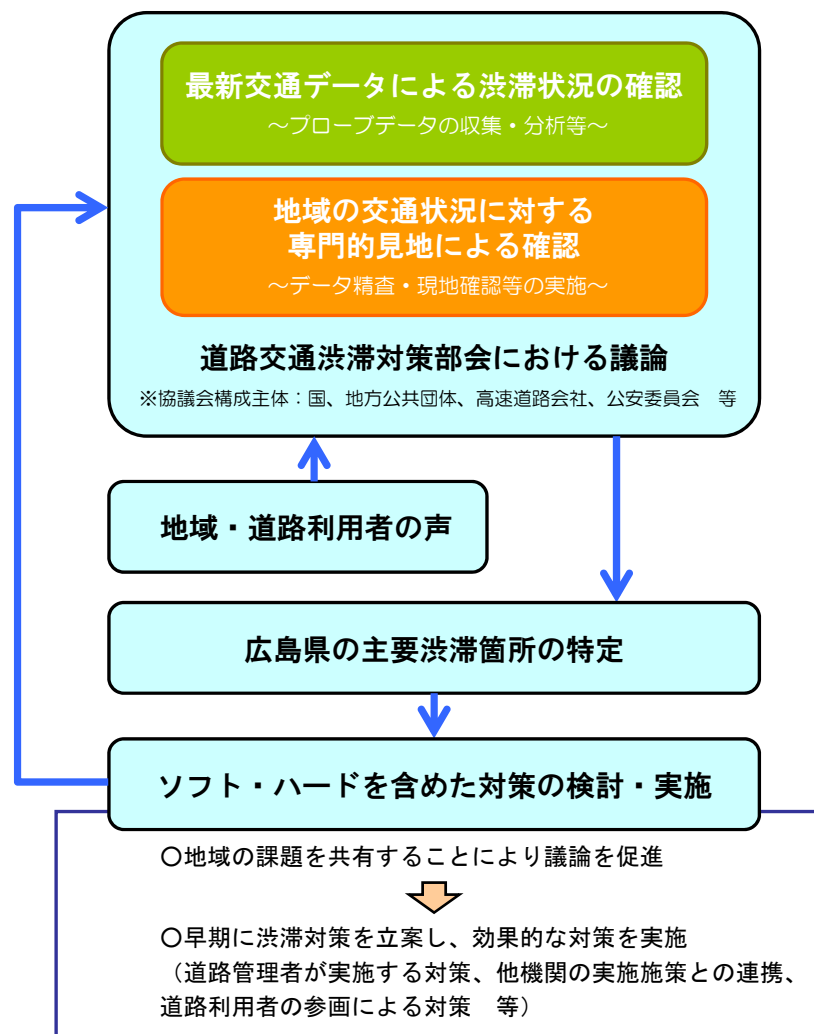 最新交通データによる渋滞状況の確認
～プローブデータの収集・分析等～
地域の交通状況に対する
専門的見地による確認
～データ精査・現地確認等の実施～
道路交通渋滞対策部会における議論
※協議会構成主体：国、地方公共団体、高速道路会社、公安委員会　等
地域・道路利用者の声
広島県の主要渋滞箇所の特定
ソフト・ハードを含めた対策の検討・実施
〇地域の課題を共有することにより議論を促進
〇早期に渋滞対策を立案し、効果的な対策を実施
（道路管理者が実施する対策、他機関の実施施策との連携、
道路利用者の参画による対策　等）